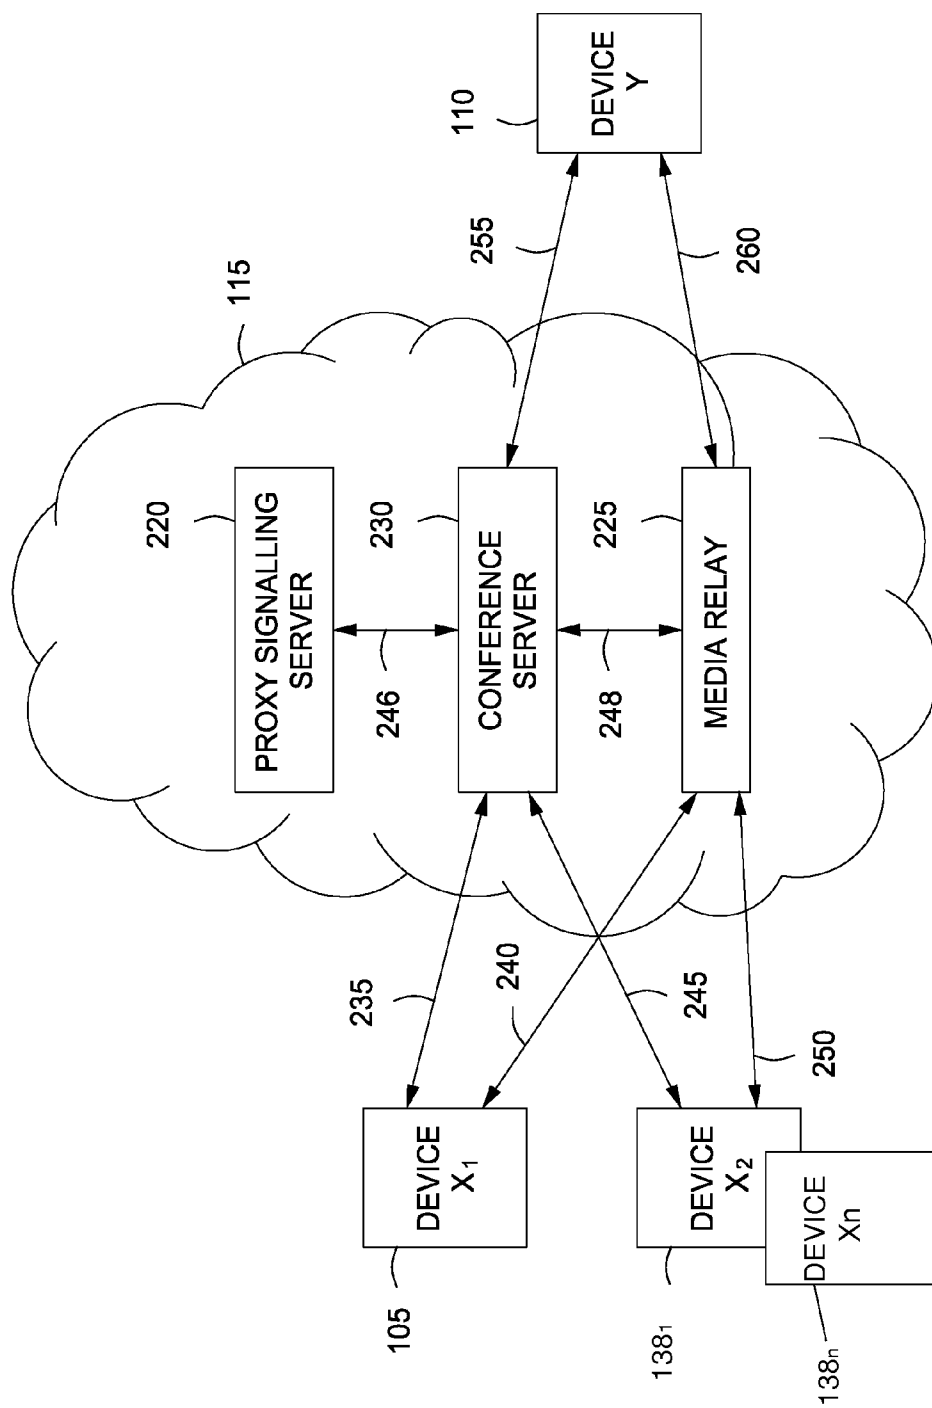 DEVICE
X1
105
DEVICE
X2
1381
DEVICE
Xn
138n
235
240
245
250
115
PROXY SIGNALLING
SERVER
220
246
CONFERENCE
SERVER
230
248
MEDIA RELAY
225
255
260
DEVICE
Y
110